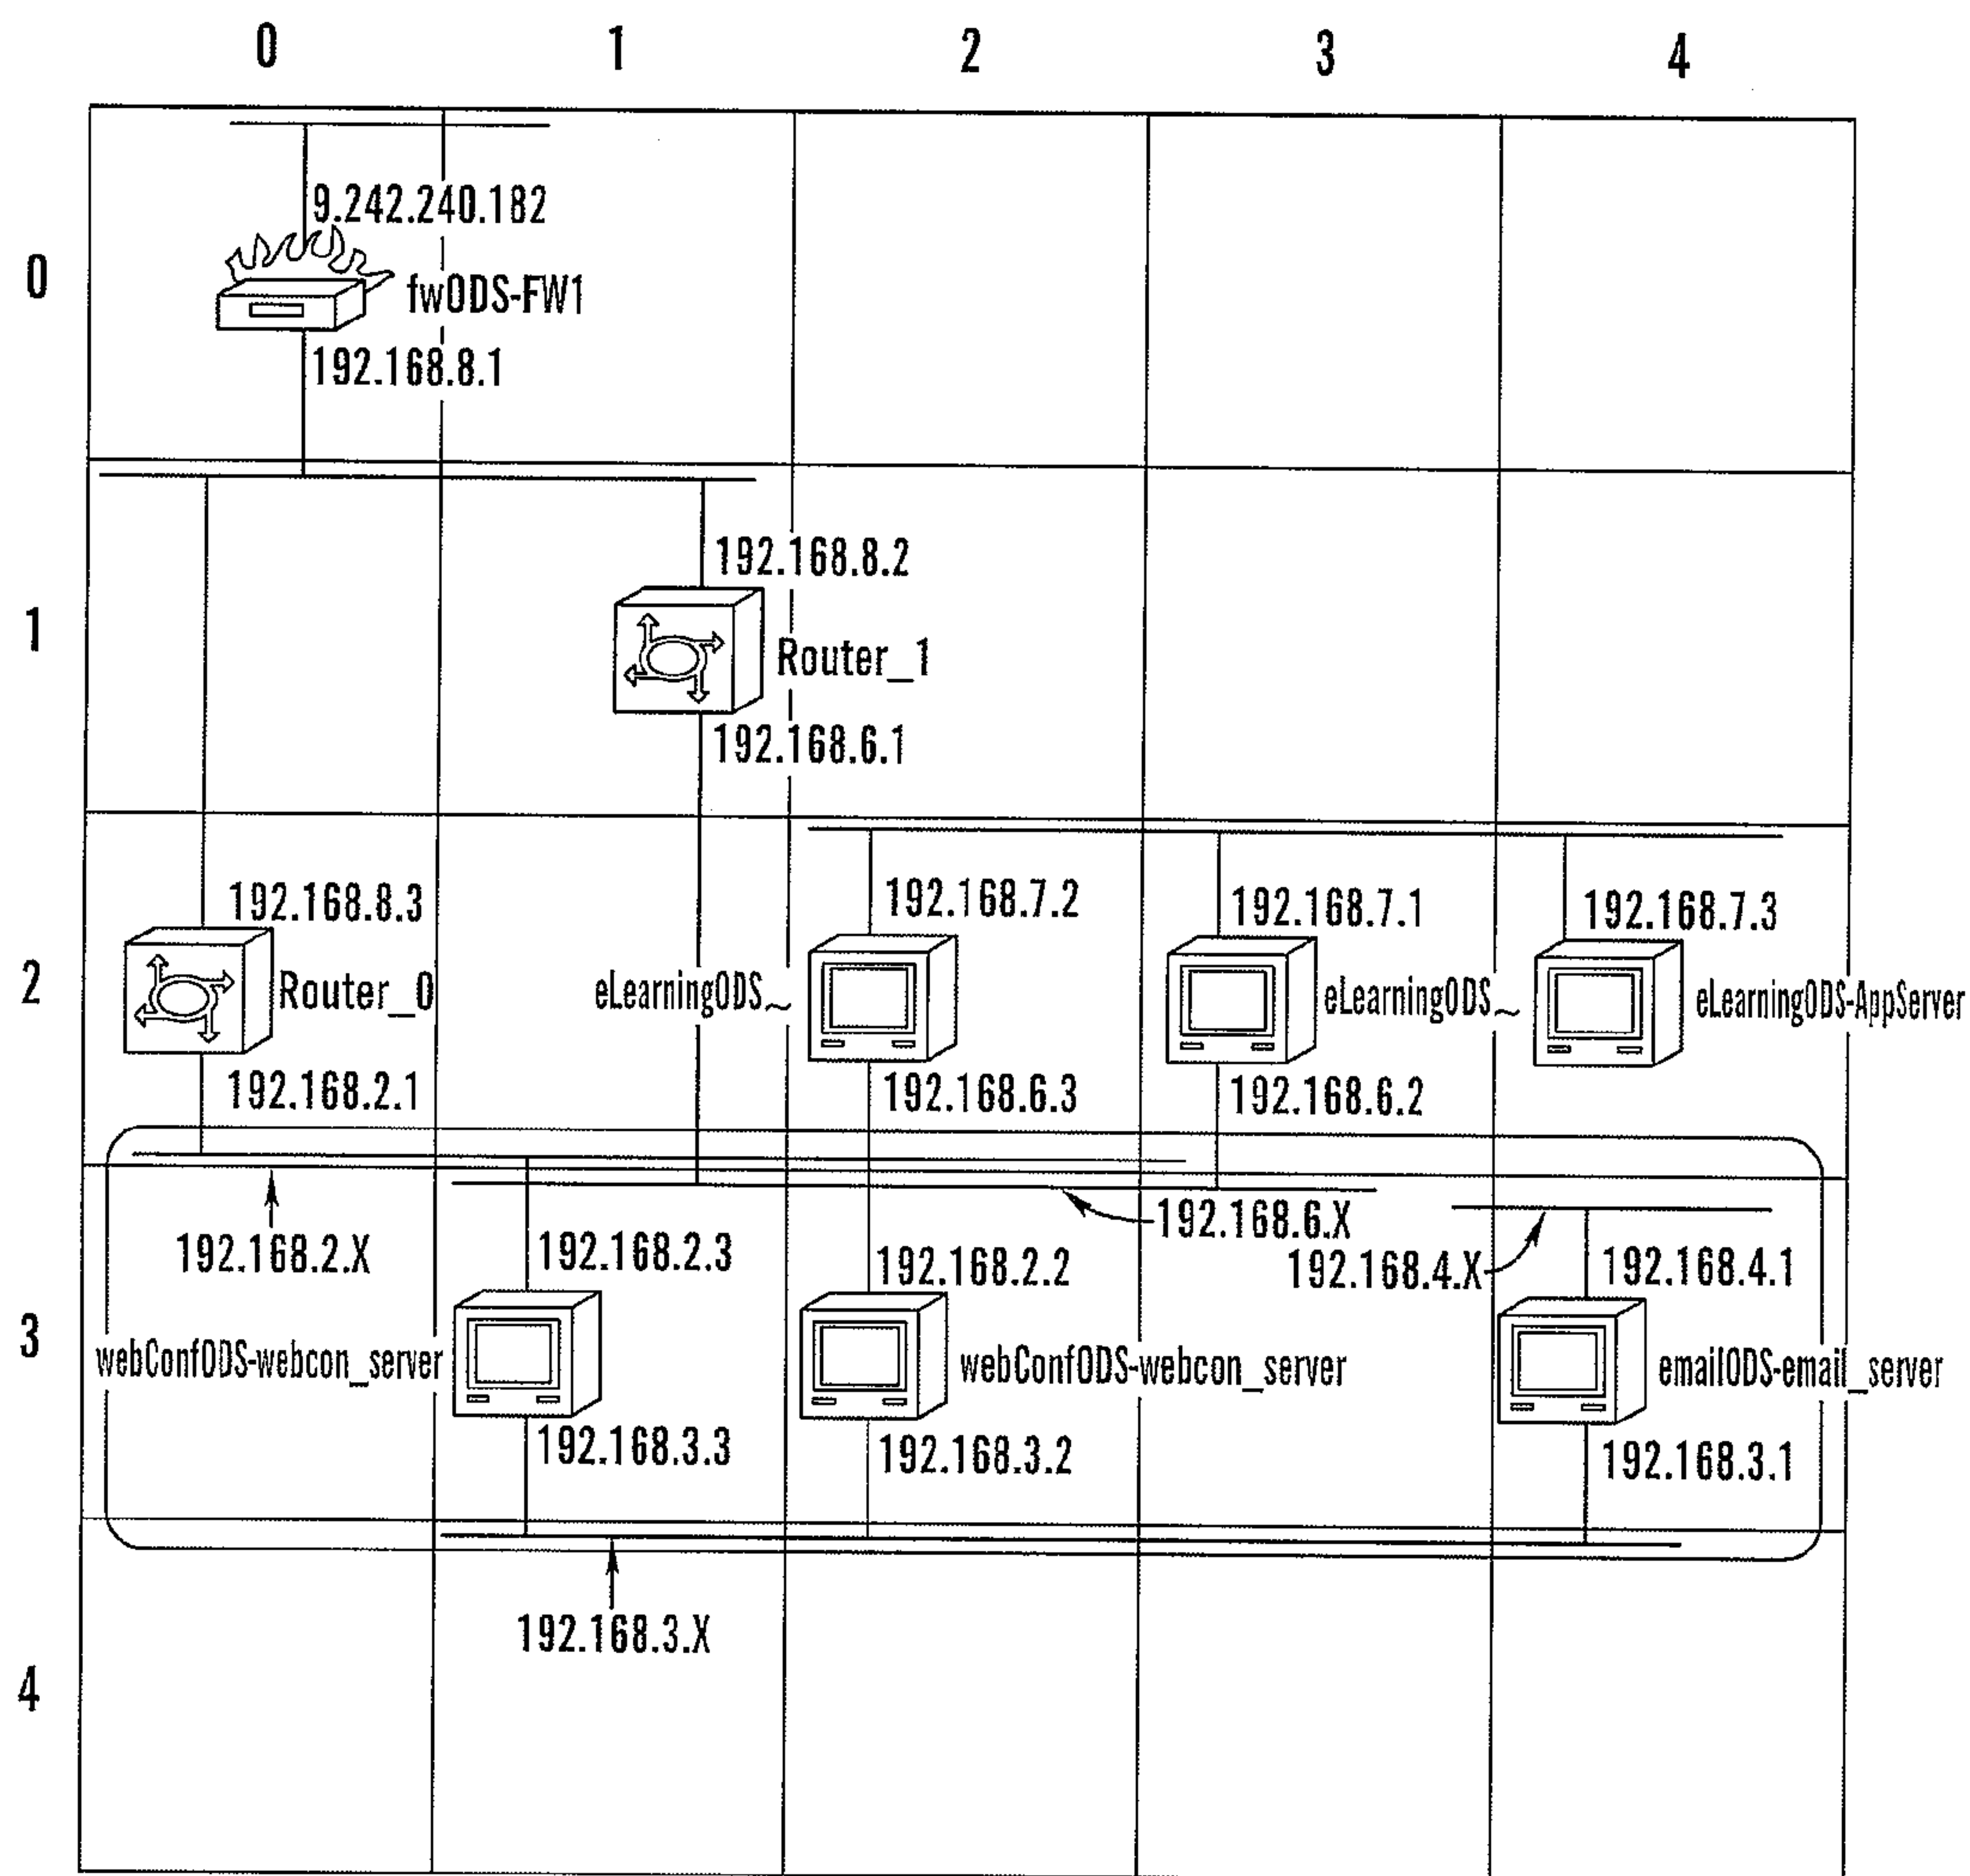 0 1 2 3 4
0
9.242.240.182
fwODS-FW1
192.168.8.1
1
192.168.8.2
Router_1
192.168.6.1
2
192.168.8.3
192.168.7.2
192.168.7.1
192.168.7.3
Router_0
eLearningODS~
eLearningODS~
eLearningODS-AppServer
192.168.2.1
192.168.6.3
192.168.6.2
192.168.2.X
192.168.6.X
192.168.4.X
3
192.168.2.3
192.168.2.2
192.168.4.1
webConfODS-webcon_server
webConfODS-webcon_server
emailODS-email_server
192.168.3.3
192.168.3.2
192.168.3.1
192.168.3.X
4